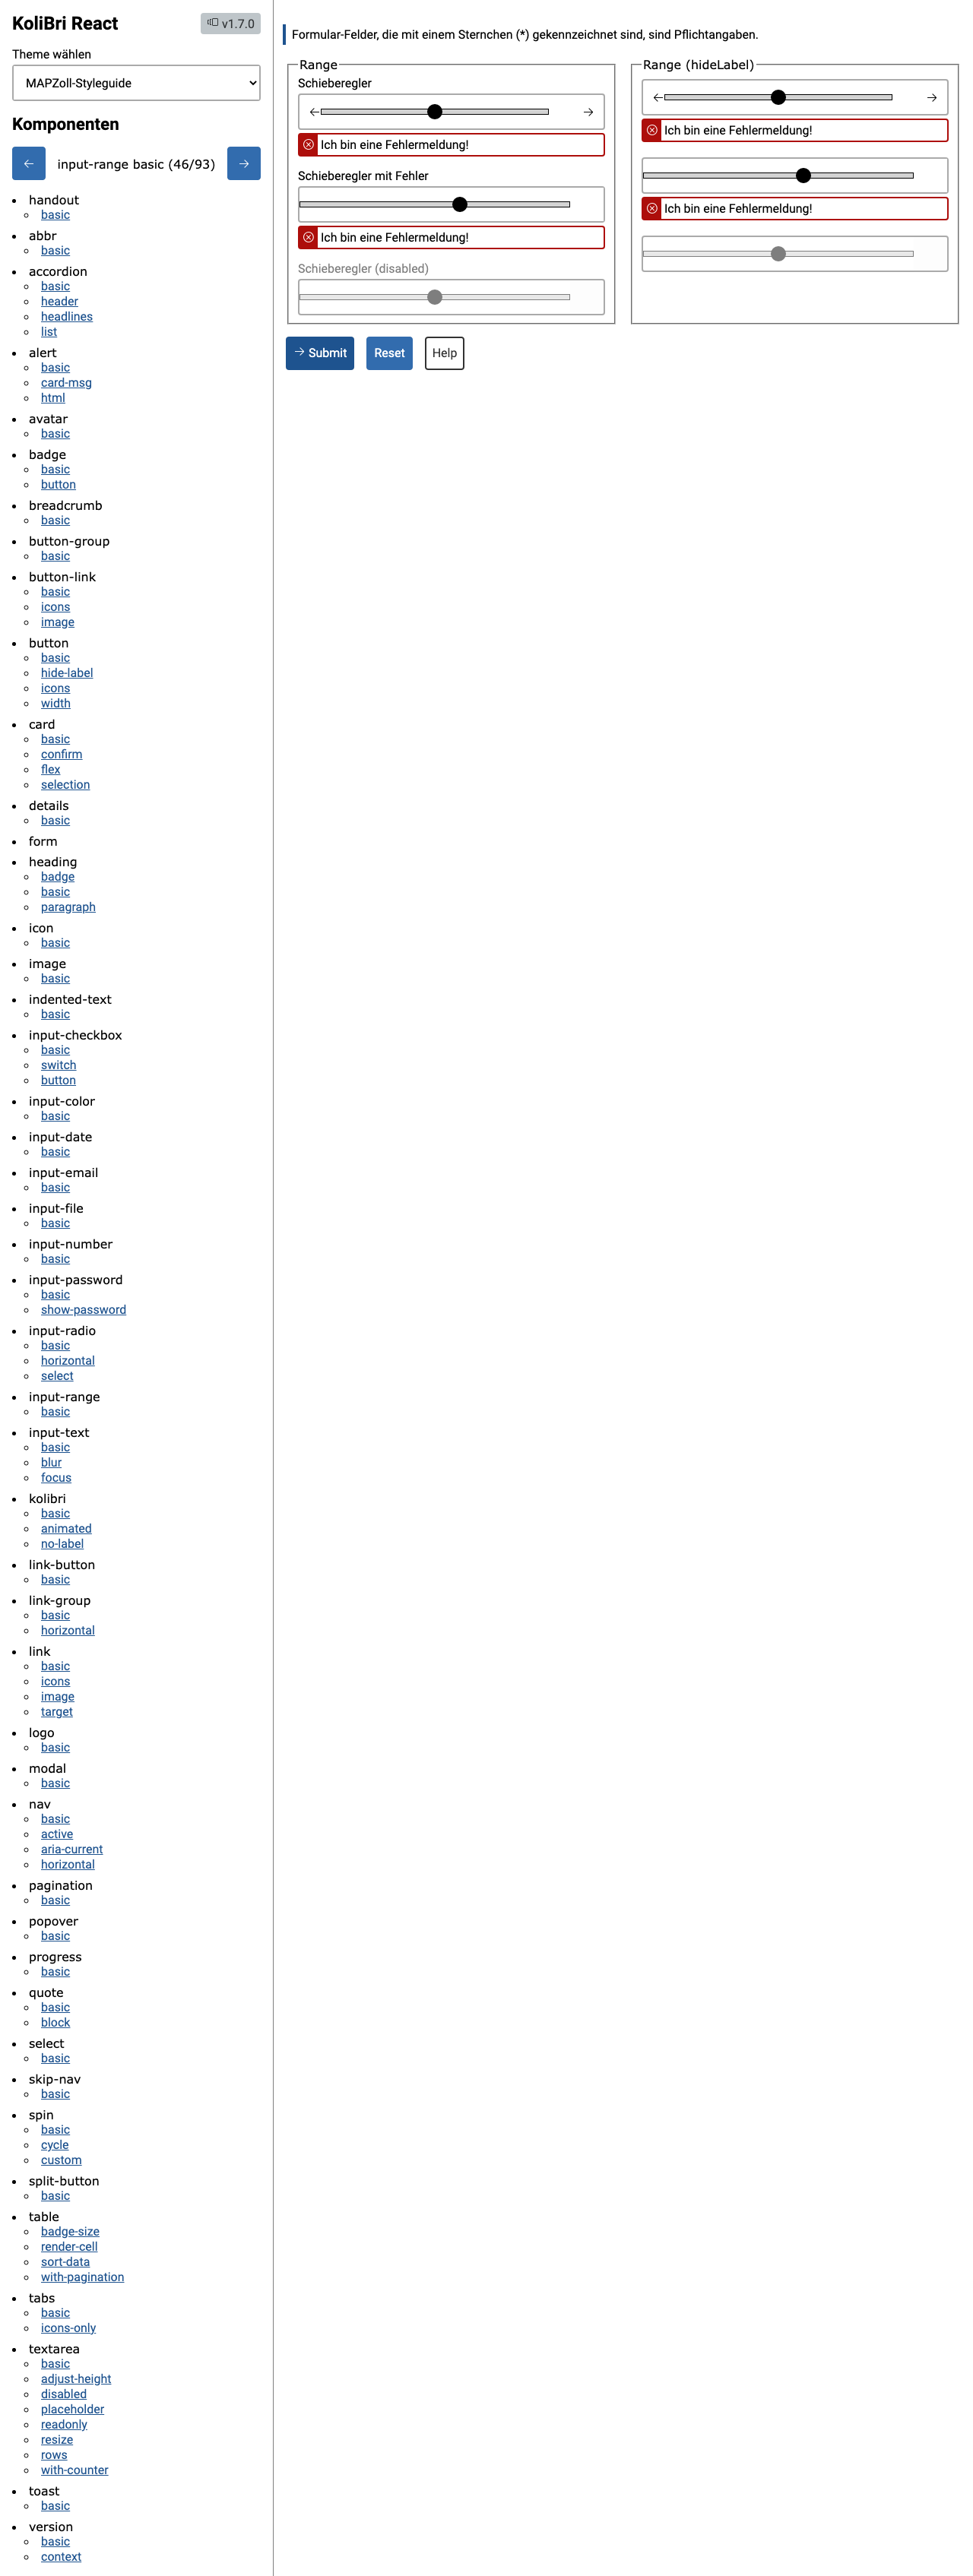 KoliBri React
v1.7.0
Theme wählen
MAPZoll-Styleguide
Komponenten
← input-range basic (46/93) →
handout
basic
abbr
basic
accordion
basic
header
headlines
list
alert
basic
card-msg
html
avatar
basic
badge
basic
button
breadcrumb
basic
button-group
basic
button-link
basic
icons
image
button
basic
hide-label
icons
width
card
basic
confirm
flex
selection
details
basic
form
heading
badge
basic
paragraph
icon
basic
image
basic
indented-text
basic
input-checkbox
basic
switch
button
input-color
basic
input-date
basic
input-email
basic
input-file
basic
input-number
basic
input-password
basic
show-password
input-radio
basic
horizontal
select
input-range
basic
input-text
basic
blur
focus
kolibri
basic
animated
no-label
link-button
basic
link-group
basic
horizontal
link
basic
icons
image
target
logo
basic
modal
basic
nav
basic
active
aria-current
horizontal
pagination
basic
popover
basic
progress
basic
quote
basic
block
select
basic
skip-nav
basic
spin
basic
cycle
custom
split-button
basic
table
badge-size
render-cell
sort-data
with-pagination
tabs
basic
icons-only
textarea
basic
adjust-height
disabled
placeholder
readonly
resize
rows
with-counter
toast
basic
version
basic
context
Formular-Felder, die mit einem Sternchen (*) gekennzeichnet sind, sind Pflichtangaben.
Range
Schieberegler
Ich bin eine Fehlermeldung!
Schieberegler mit Fehler
Ich bin eine Fehlermeldung!
Schieberegler (disabled)
Range (hideLabel)
Ich bin eine Fehlermeldung!
Ich bin eine Fehlermeldung!
→ Submit
Reset
Help